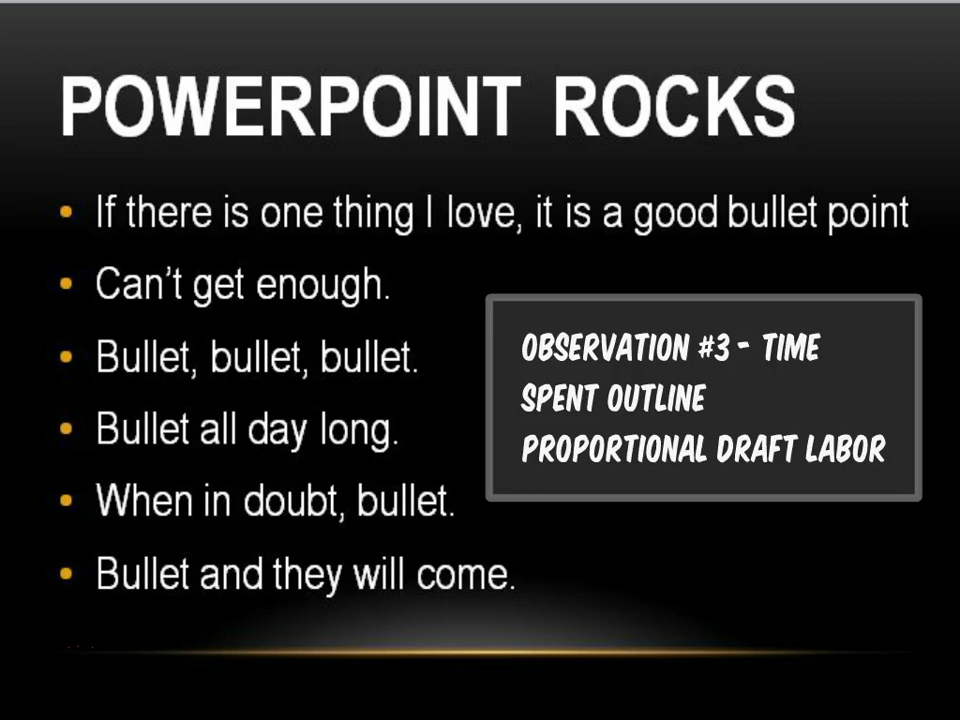 POWERPOINT ROCKS
• If there is one thing I love, it is a good bullet point
• Can't get enough.
• Bullet, bullet, bullet.
• Bullet all day long.
• When in doubt, bullet.
• Bullet and they will come.
OBSERVATION #3 - TIME
SPENT OUTLINE
PROPORTIONAL DRAFT LABOR